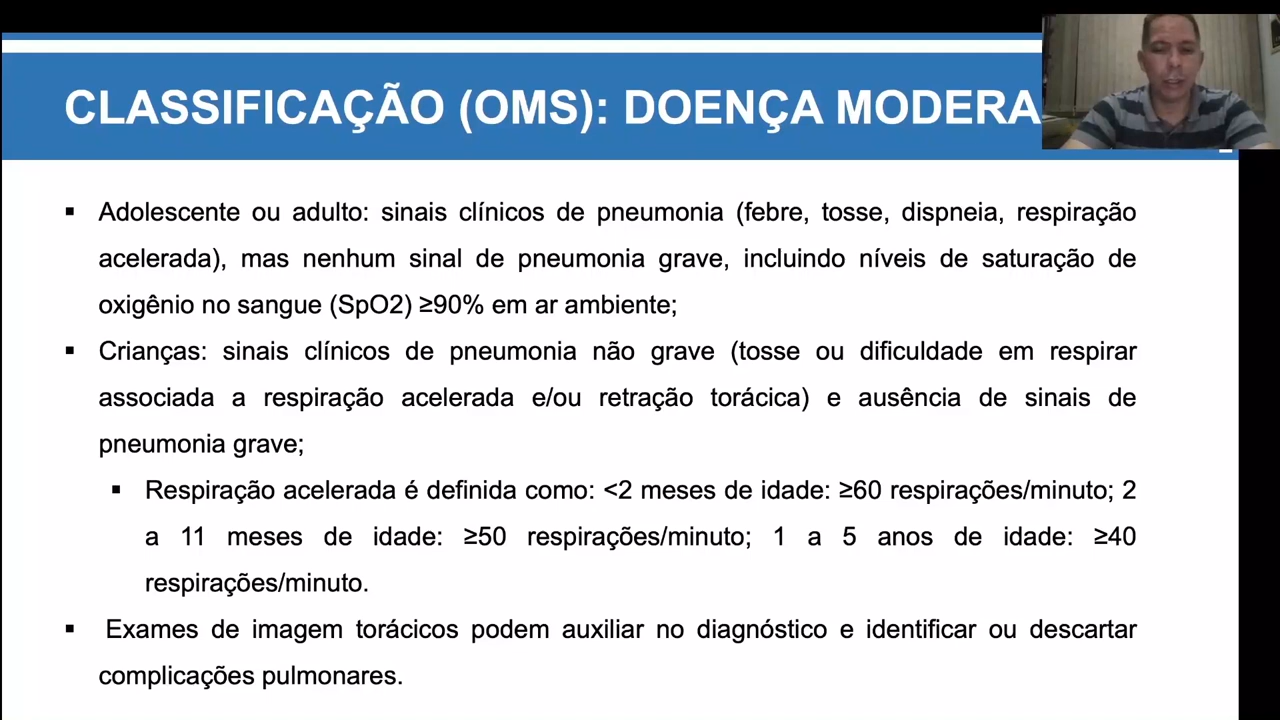 CLASSIFICAÇÃO (OMS): DOENÇA MODERA
▪ Adolescente ou adulto: sinais clínicos de pneumonia (febre, tosse, dispneia, respiração
acelerada), mas nenhum sinal de pneumonia grave, incluindo níveis de saturação de
oxigênio no sangue (SpO2) ≥90% em ar ambiente;
▪ Crianças: sinais clínicos de pneumonia não grave (tosse ou dificuldade em respirar
associada a respiração acelerada e/ou retração torácica) e ausência de sinais de
pneumonia grave;
▪ Respiração acelerada é definida como: <2 meses de idade: ≥60 respirações/minuto; 2
a 11 meses de idade: ≥50 respirações/minuto; 1 a 5 anos de idade: ≥40
respirações/minuto.
▪ Exames de imagem torácicos podem auxiliar no diagnóstico e identificar ou descartar
complicações pulmonares.